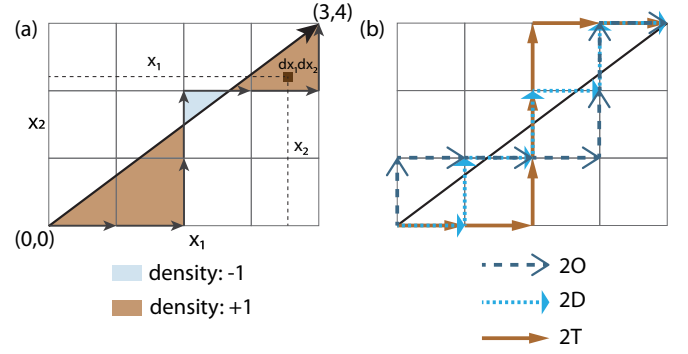 (a)
(3,4)
(b)
x₁
dx₁dx₂
x₂
x₂
(0,0)
x₁
density: -1
density: +1
2O
2D
2T